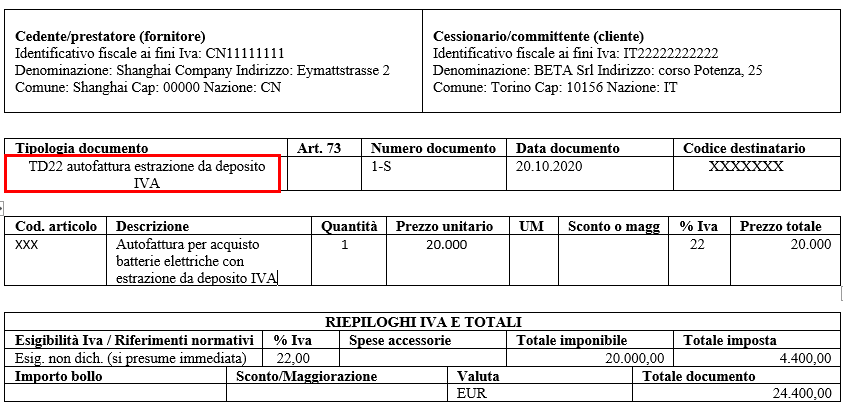 Cedente/prestatore (fornitore)
Identificativo fiscale ai fini Iva: CN11111111
Denominazione: Shanghai Company Indirizzo: Eymattstrasse 2
Comune: Shanghai Cap: 00000 Nazione: CN
Cessionario/committente (cliente)
Identificativo fiscale ai fini Iva: IT22222222222
Denominazione: BETA Srl Indirizzo: corso Potenza, 25
Comune: Torino Cap: 10156 Nazione: IT
Tipologia documento Art. 73 Numero documento Data documento Codice destinatario
TD22 autofattura estrazione da deposito 1-S 20.10.2020 XXXXXXX
IVA
Cod. articolo Descrizione Quantità Prezzo unitario UM Sconto o magg % Iva Prezzo totale
XXX Autofattura per acquisto 1 20.000 22 20.000
batterie elettriche con
estrazione da deposito IVA
RIEPILOGHI IVA E TOTALI
Esigibilità Iva / Riferimenti normativi % Iva Spese accessorie Totale imponibile Totale imposta
Esig. non dich. (si presume immediata) 22,00 20.000,00 4.400,00
Importo bollo Sconto/Maggiorazione Valuta Totale documento
EUR 24.400,00